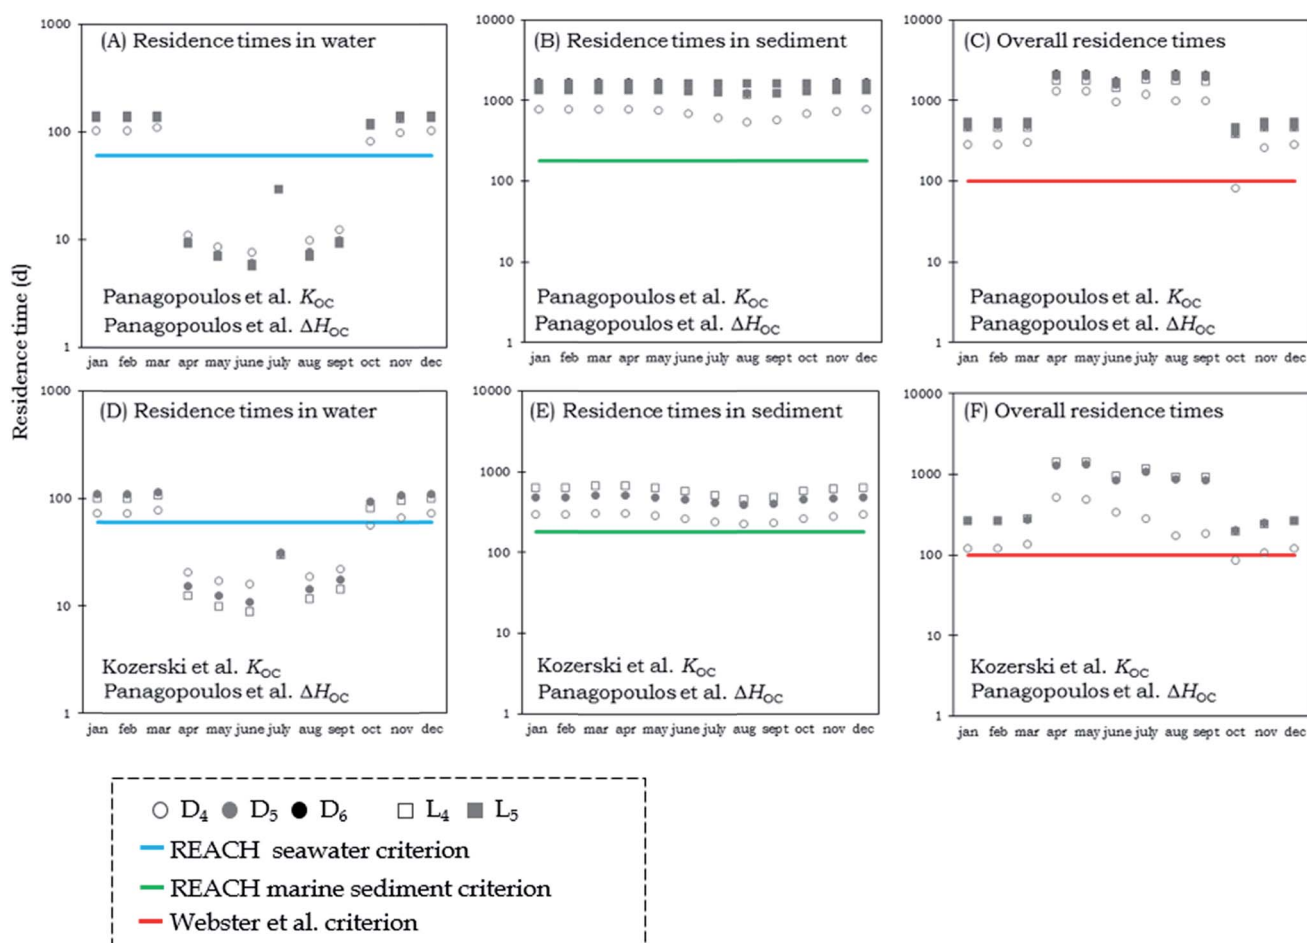 Residence time (d)
(A) Residence times in water
1000
100
10
1
Panagopoulos et al. KOC
Panagopoulos et al. ΔHOC
jan feb mar apr may june july aug sept oct nov dec
(B) Residence times in sediment
10000
1000
100
10
1
Panagopoulos et al. KOC
Panagopoulos et al. ΔHOC
jan feb mar apr may june july aug sept oct nov dec
(C) Overall residence times
10000
1000
100
10
1
Panagopoulos et al. KOC
Panagopoulos et al. ΔHOC
jan feb mar apr may june july aug sept oct nov dec
(D) Residence times in water
1000
100
10
1
Kozerski et al. KOC
Panagopoulos et al. ΔHOC
jan feb mar apr may june july aug sept oct nov dec
(E) Residence times in sediment
10000
1000
100
10
1
Kozerski et al. KOC
Panagopoulos et al. ΔHOC
jan feb mar apr may june july aug sept oct nov dec
(F) Overall residence times
10000
1000
100
10
1
Kozerski et al. KOC
Panagopoulos et al. ΔHOC
jan feb mar apr may june july aug sept oct nov dec
D4 D5 D6 L4 L5
REACH seawater criterion
REACH marine sediment criterion
Webster et al. criterion